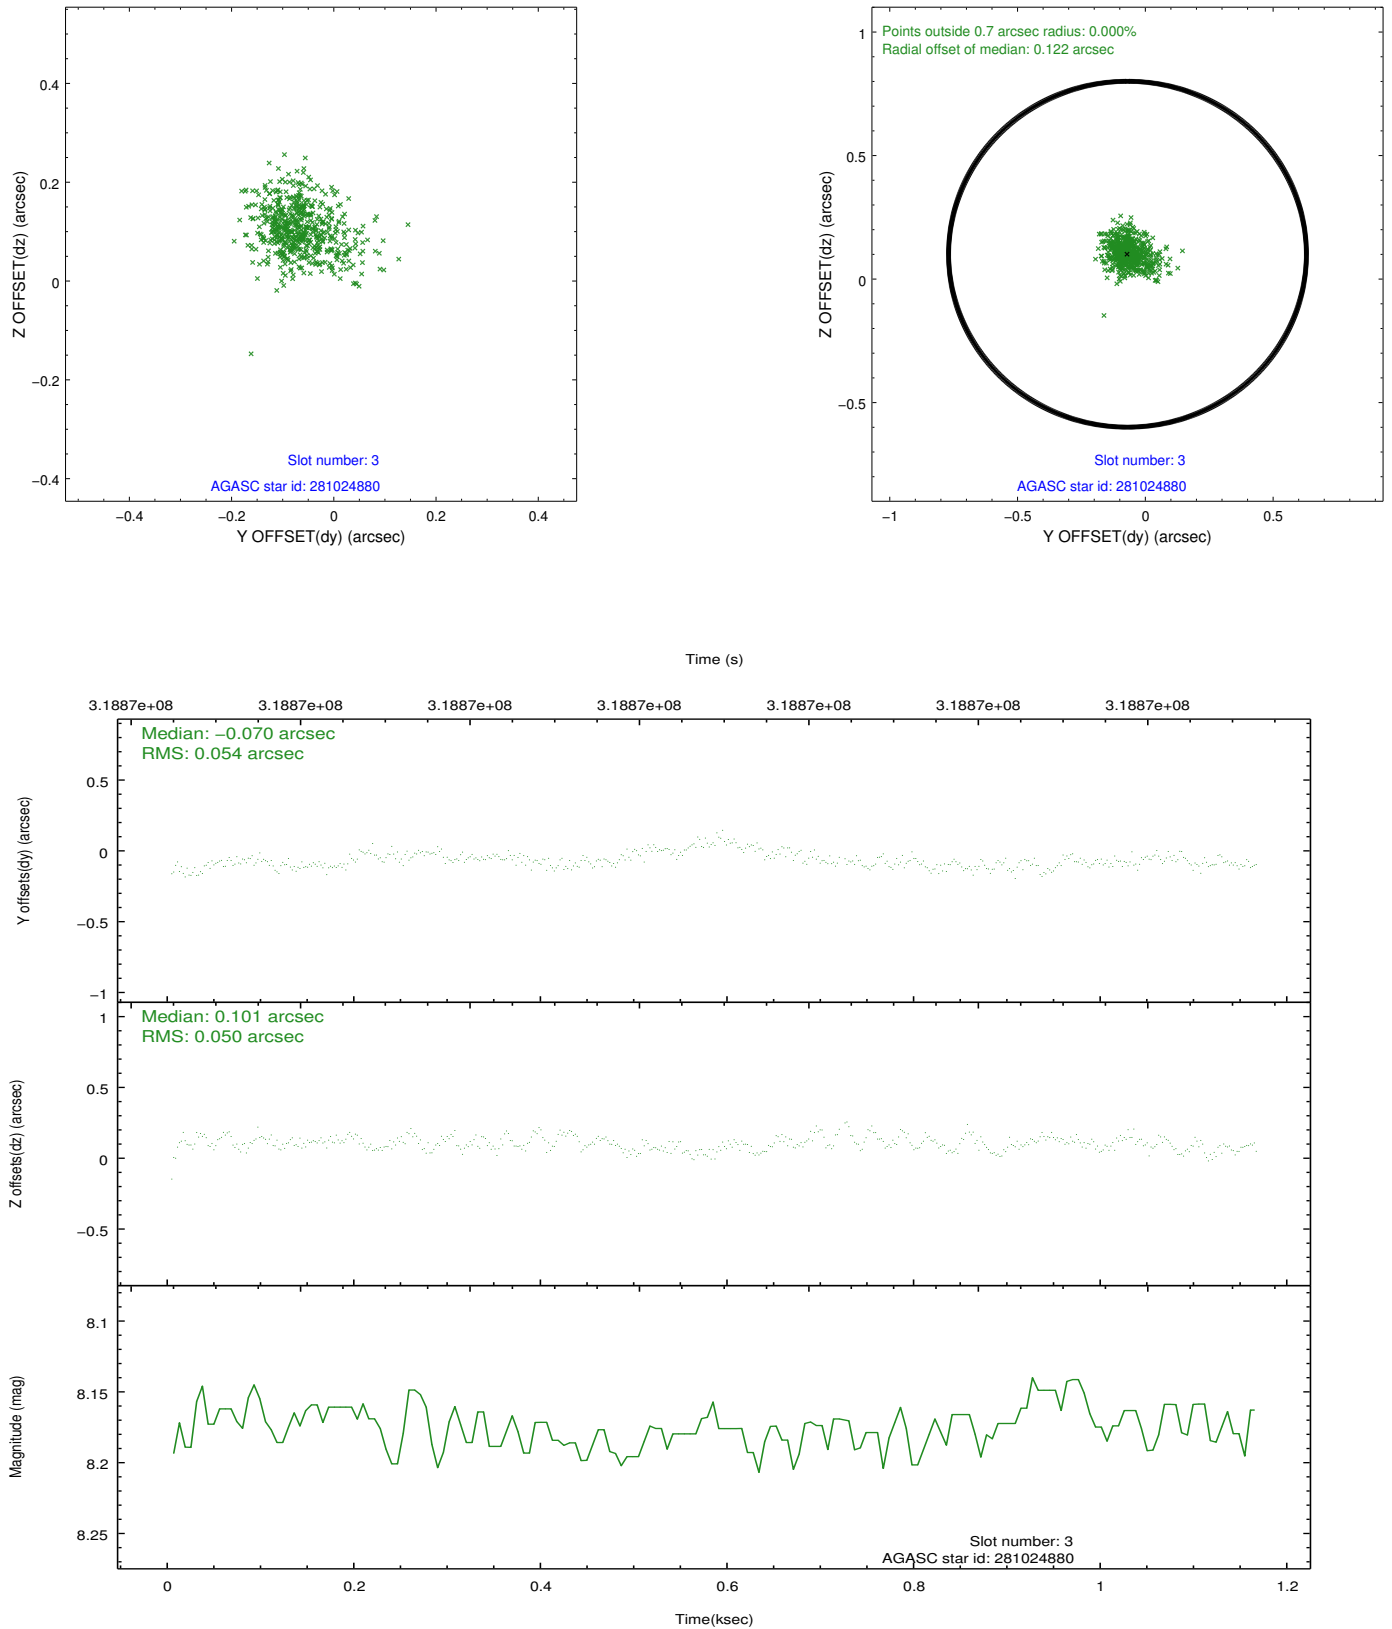 0.4
0.2
0
−0.2
−0.4
Z OFFSET(dz) (arcsec)
Slot number: 3
AGASC star id: 281024880
−0.4 −0.2 0 0.2 0.4
Y OFFSET(dy) (arcsec)
Points outside 0.7 arcsec radius: 0.000%
Radial offset of median: 0.122 arcsec
1
0.5
0
−0.5
Z OFFSET(dz) (arcsec)
Slot number: 3
AGASC star id: 281024880
−1 −0.5 0 0.5
Y OFFSET(dy) (arcsec)
Time (s)
3.1887e+08 3.1887e+08 3.1887e+08 3.1887e+08 3.1887e+08 3.1887e+08 3.1887e+08
Median: −0.070 arcsec
RMS: 0.054 arcsec
0.5
0
−0.5
−1
Y offsets(dy) (arcsec)
Median: 0.101 arcsec
RMS: 0.050 arcsec
1
0.5
0
−0.5
Z offsets(dz) (arcsec)
8.1
8.15
8.2
8.25
Magnitude (mag)
Slot number: 3
AGASC star id: 281024880
0 0.2 0.4 0.6 0.8 1 1.2
Time(ksec)